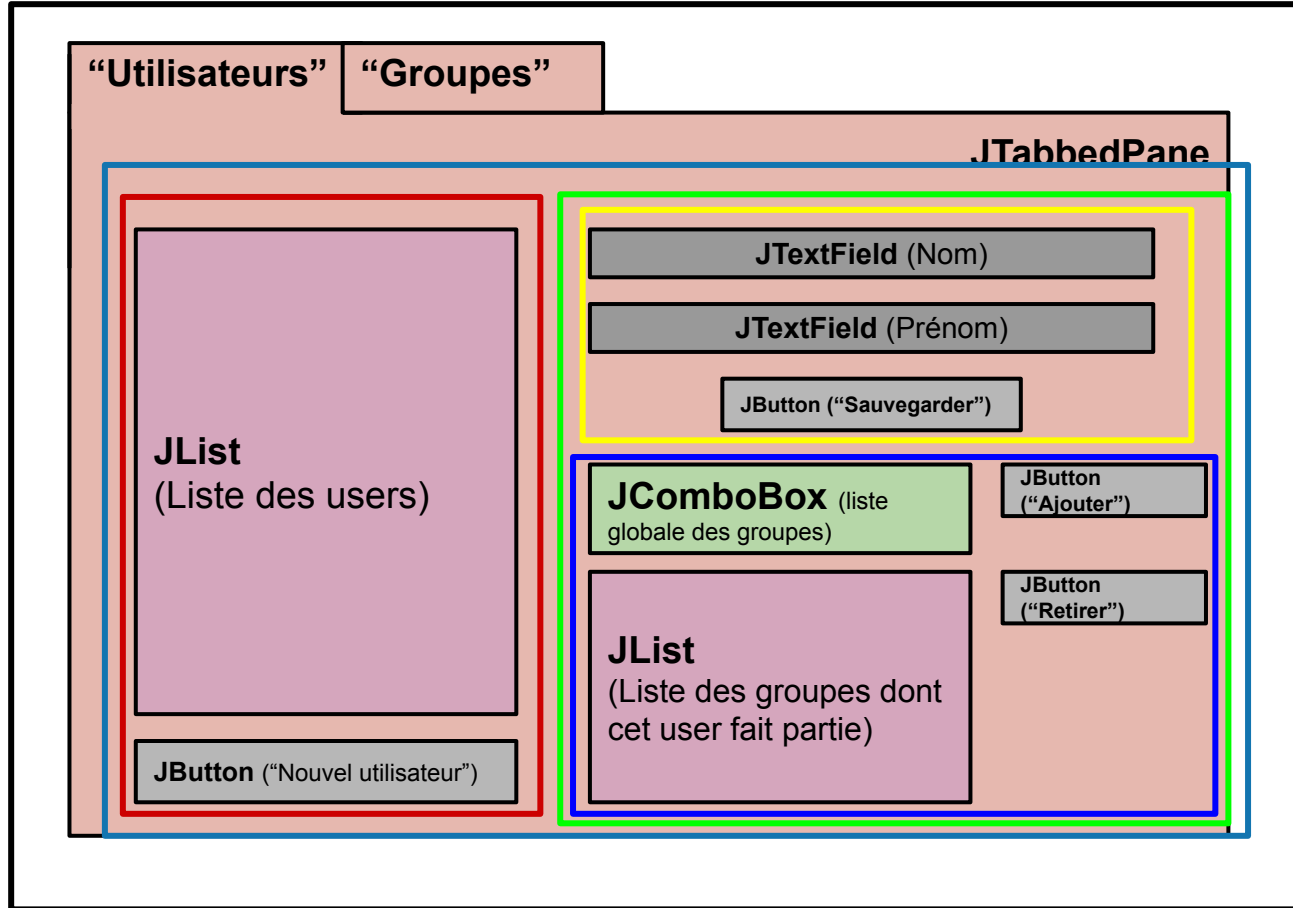 “Utilisateurs” “Groupes”
JTabbedPane
JList
(Liste des users)
JButton (“Nouvel utilisateur”)
JTextField (Nom)
JTextField (Prénom)
JButton (“Sauvegarder”)
JComboBox (liste
globale des groupes)
JButton
(“Ajouter”)
JList
(Liste des groupes dont
cet user fait partie)
JButton
(“Retirer”)